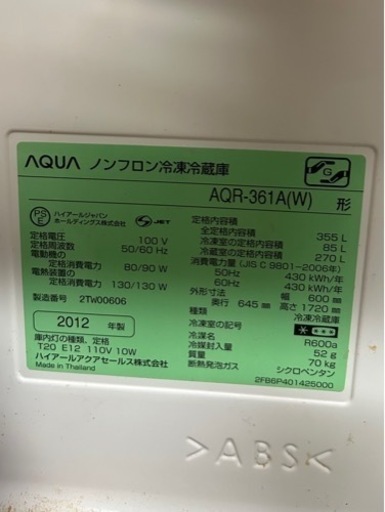 AQUA ノンフロン冷凍冷蔵庫
AQR-361A(W) 形
PS E ハイアールジャパンホールディングス株式会社 JET
定格電圧 100 V
定格周波数 50/60 Hz
電動機の定格消費電力 80/90 W
電熱装置の定格消費電力 130/130 W
製造番号 2Tw00606
2012 年製
庫内灯の種類、定格
T20 E12 110V 10W
ハイアールアクアセールス株式会社
Made in Thailand
G
定格内容積
全定格内容積 355 L
冷凍室の定格内容積 85 L
冷蔵室の定格内容積 270 L
消費電力量 (JIS C 9801-2006年)
50Hz 430 kWh/年
60Hz 430 kWh/年
外形寸法 幅 600 mm
奥行 645 mm 高さ 1720 mm
種類 冷凍冷蔵庫
冷凍室の記号
冷媒名 R600a
冷媒封入量 52 g
質量 70 kg
断熱発泡ガス シクロペンタン
2FB6P401425000
>ABS<